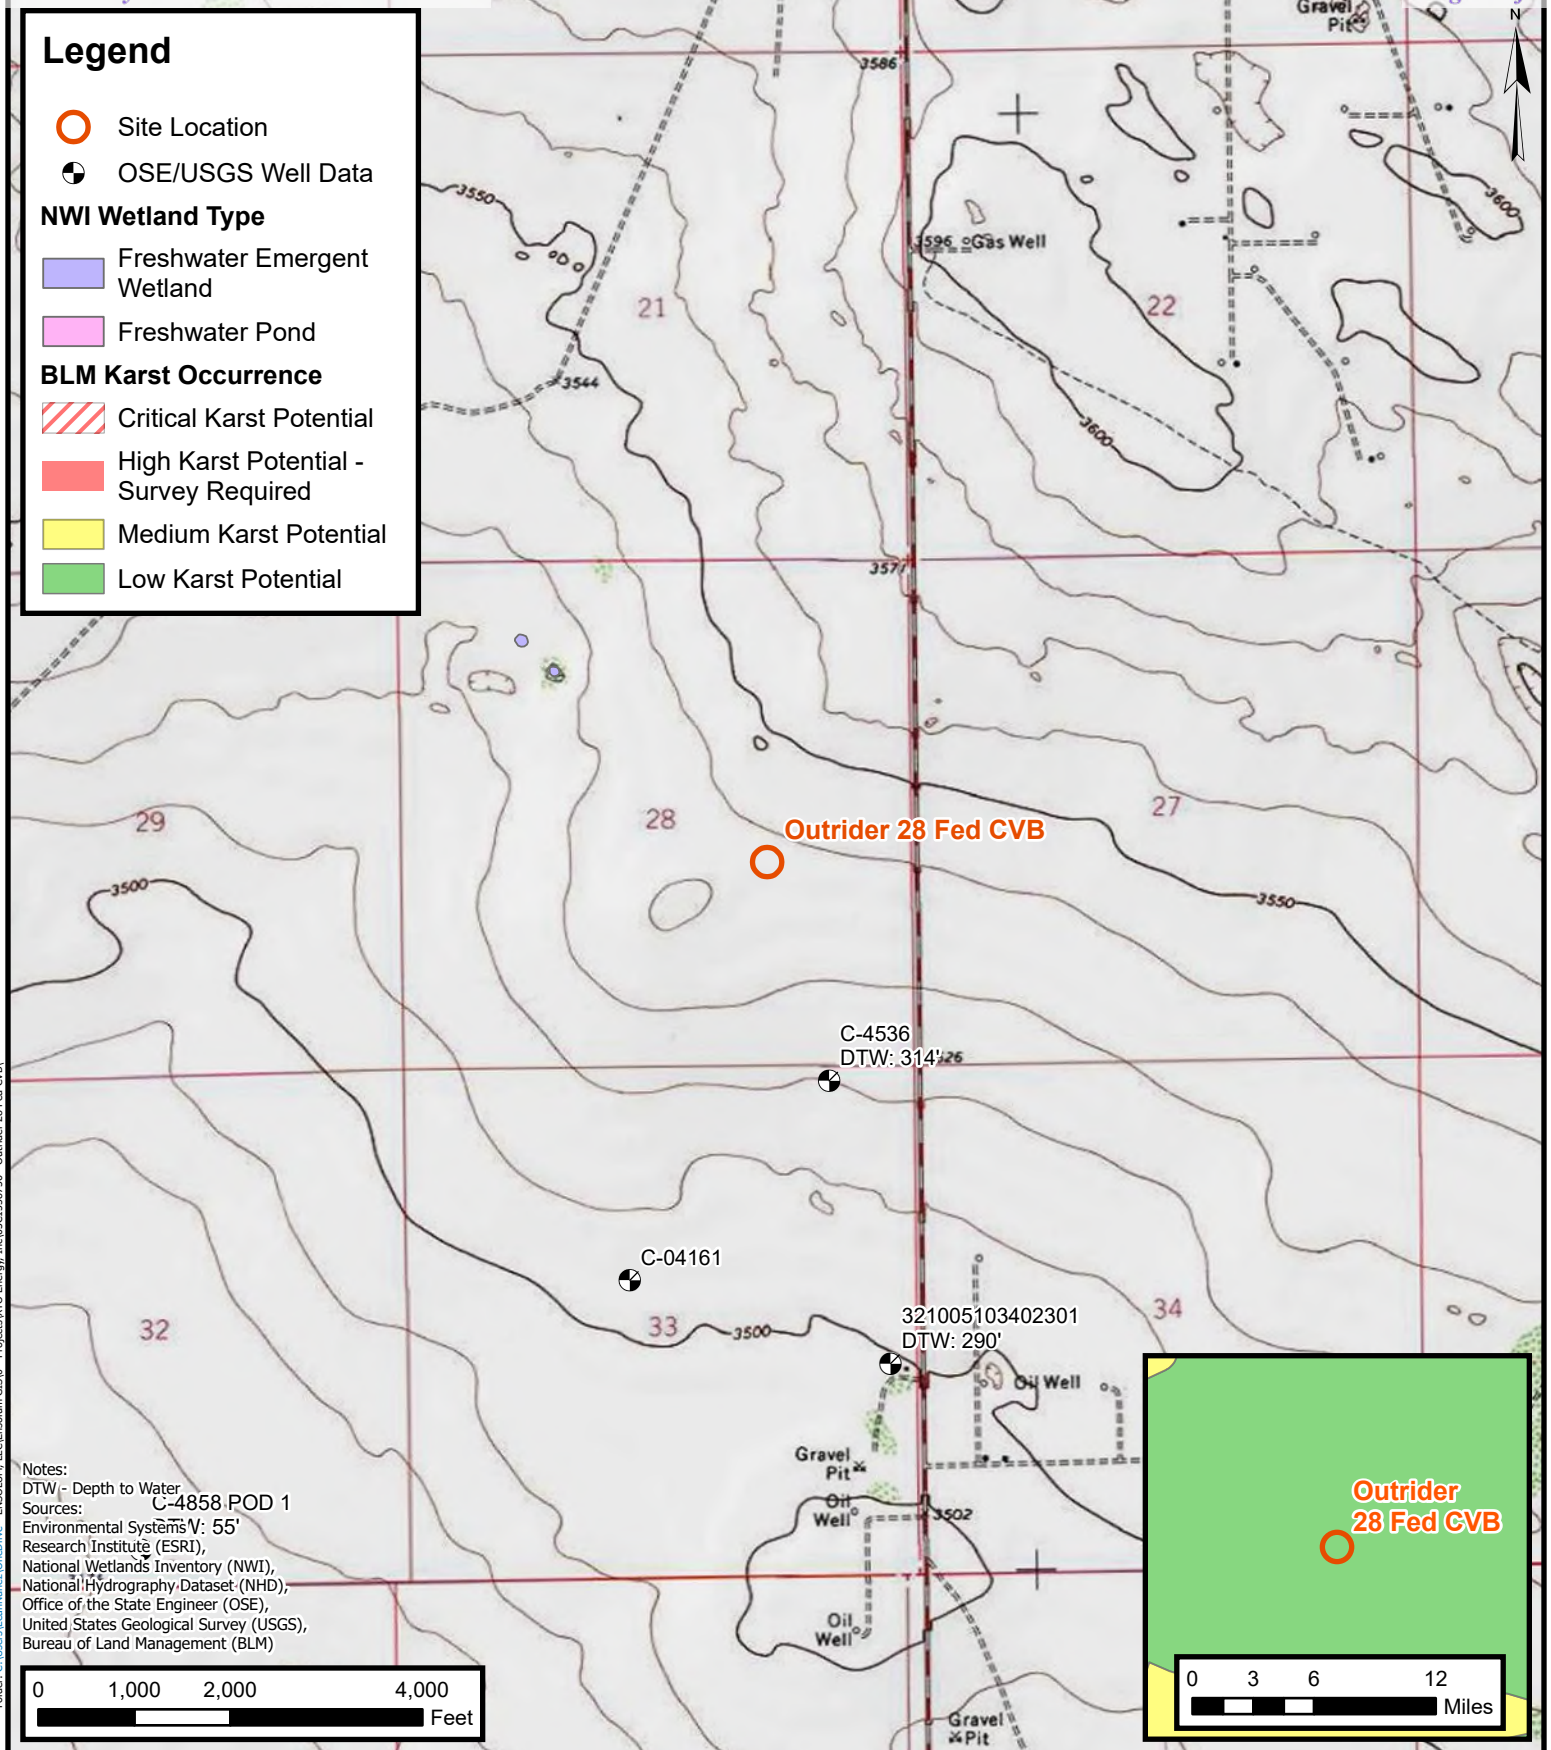 Legend
Site Location
OSE/USGS Well Data
NWI Wetland Type
Freshwater Emergent
Wetland
Freshwater Pond
BLM Karst Occurrence
Critical Karst Potential
High Karst Potential -
Survey Required
Medium Karst Potential
Low Karst Potential
Gravel
Pit
N
3586
3550
3600
3596
Gas Well
21
22
3544
3600
3571
29
28
27
Outrider 28 Fed CVB
3500
3550
C-4536
DTW: 314'
C-04161
321005103402301
DTW: 290'
32
33
3500
34
Oil Well
Gravel
Pit
Oil
Well
3502
Oil
Well
Gravel
Pit
C-4858 POD 1
DTW: 55'
Notes:
DTW - Depth to Water
Sources:
Environmental Systems
Research Institute (ESRI),
National Wetlands Inventory (NWI),
National Hydrography Dataset (NHD),
Office of the State Engineer (OSE),
United States Geological Survey (USGS),
Bureau of Land Management (BLM)
0 1,000 2,000 4,000
Feet
Outrider
28 Fed CVB
0 3 6 12
Miles